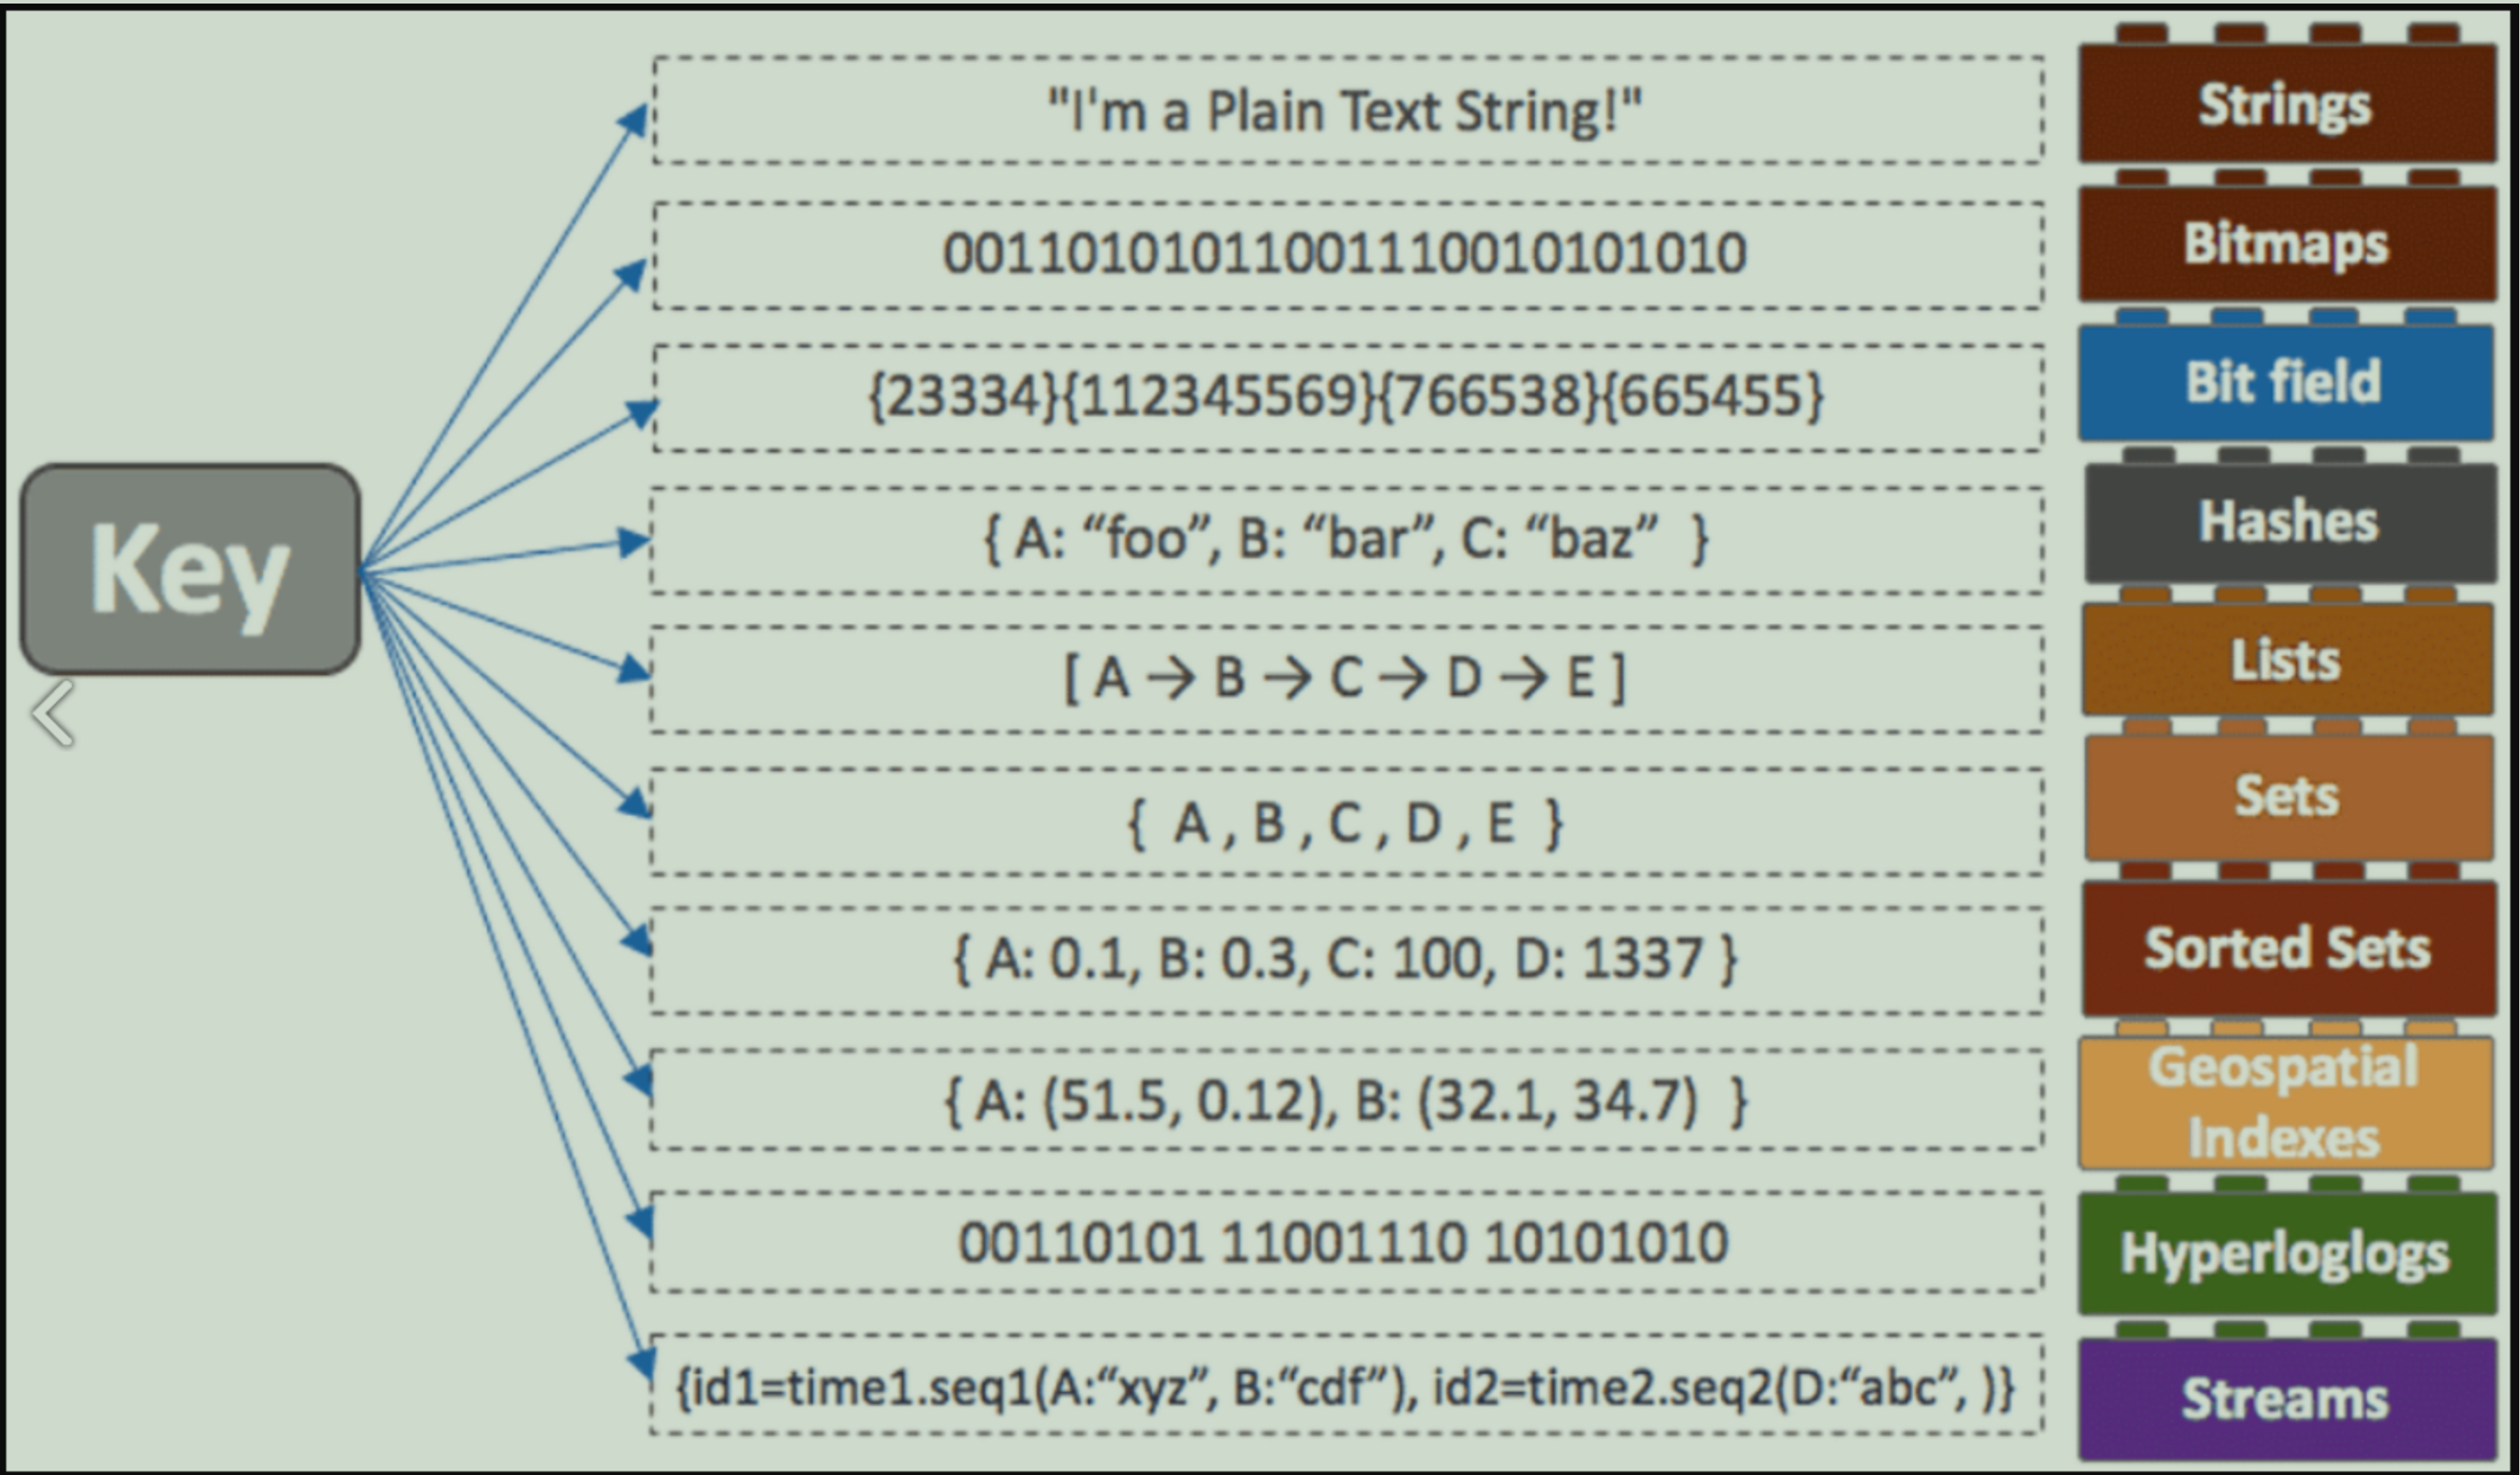 "I'm a Plain Text String!"
Strings
00110101011001110010101010
Bitmaps
{23334}{112345569}{766538}{665455}
Bit field
Key
{ A: “foo”, B: “bar”, C: “baz” }
Hashes
[ A → B → C → D → E ]
Lists
{ A , B , C , D , E }
Sets
{ A: 0.1, B: 0.3, C: 100, D: 1337 }
Sorted Sets
{ A: (51.5, 0.12), B: (32.1, 34.7) }
Geospatial
Indexes
00110101 11001110 10101010
Hyperloglogs
{id1=time1.seq1(A:“xyz”, B:“cdf”), id2=time2.seq2(D:“abc”, )}
Streams